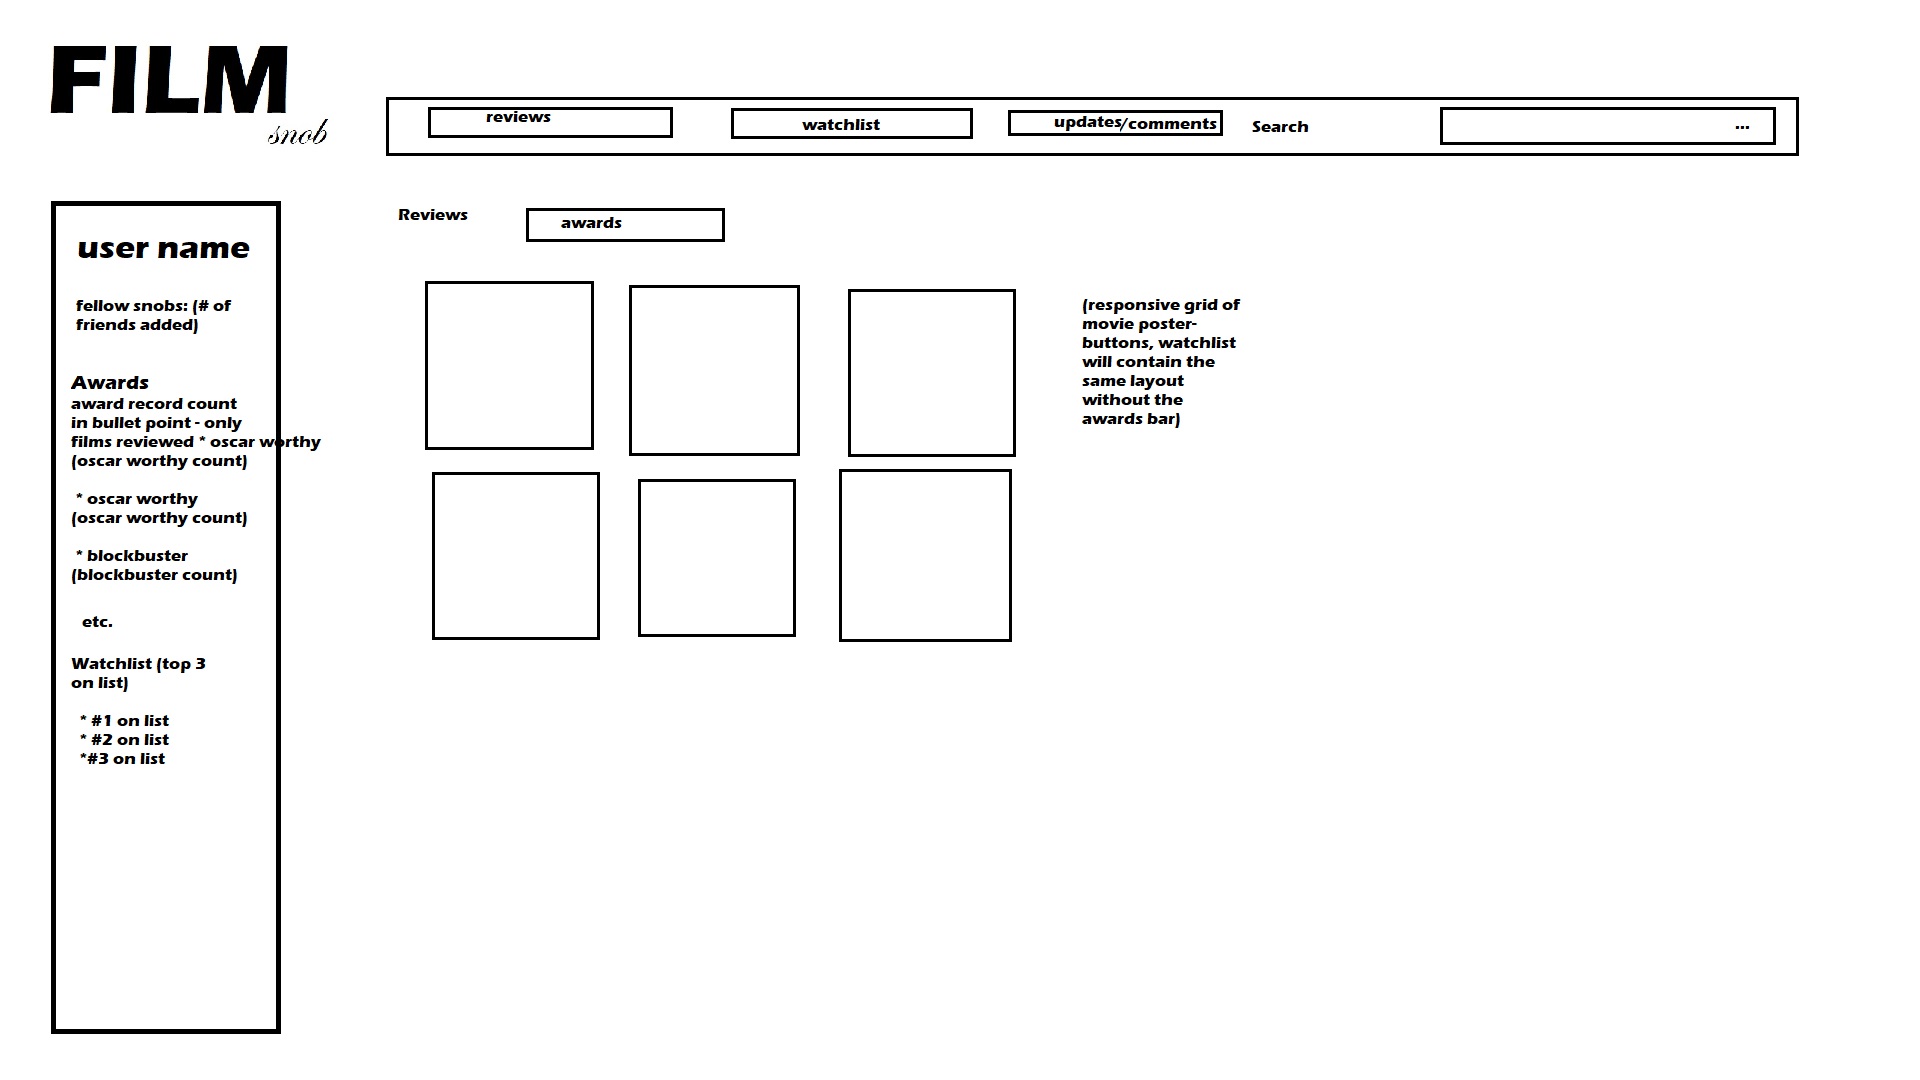 FILM
snob
reviews
watchlist
updates/comments
Search
...
user name
fellow snobs: (# of
friends added)
Awards
award record count
in bullet point - only
films reviewed * oscar worthy
(oscar worthy count)
* oscar worthy
(oscar worthy count)
* blockbuster
(blockbuster count)
etc.
Watchlist (top 3
on list)
* #1 on list
* #2 on list
*#3 on list
Reviews
awards
(responsive grid of
movie poster-
buttons, watchlist
will contain the
same layout
without the
awards bar)